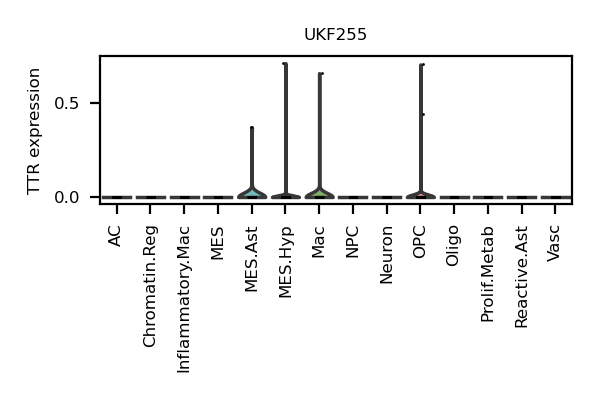 UKF255
TTR expression
0.5
0.0
AC
Chromatin.Reg
Inflammatory.Mac
MES
MES.Ast
MES.Hyp
Mac
NPC
Neuron
OPC
Oligo
Prolif.Metab
Reactive.Ast
Vasc